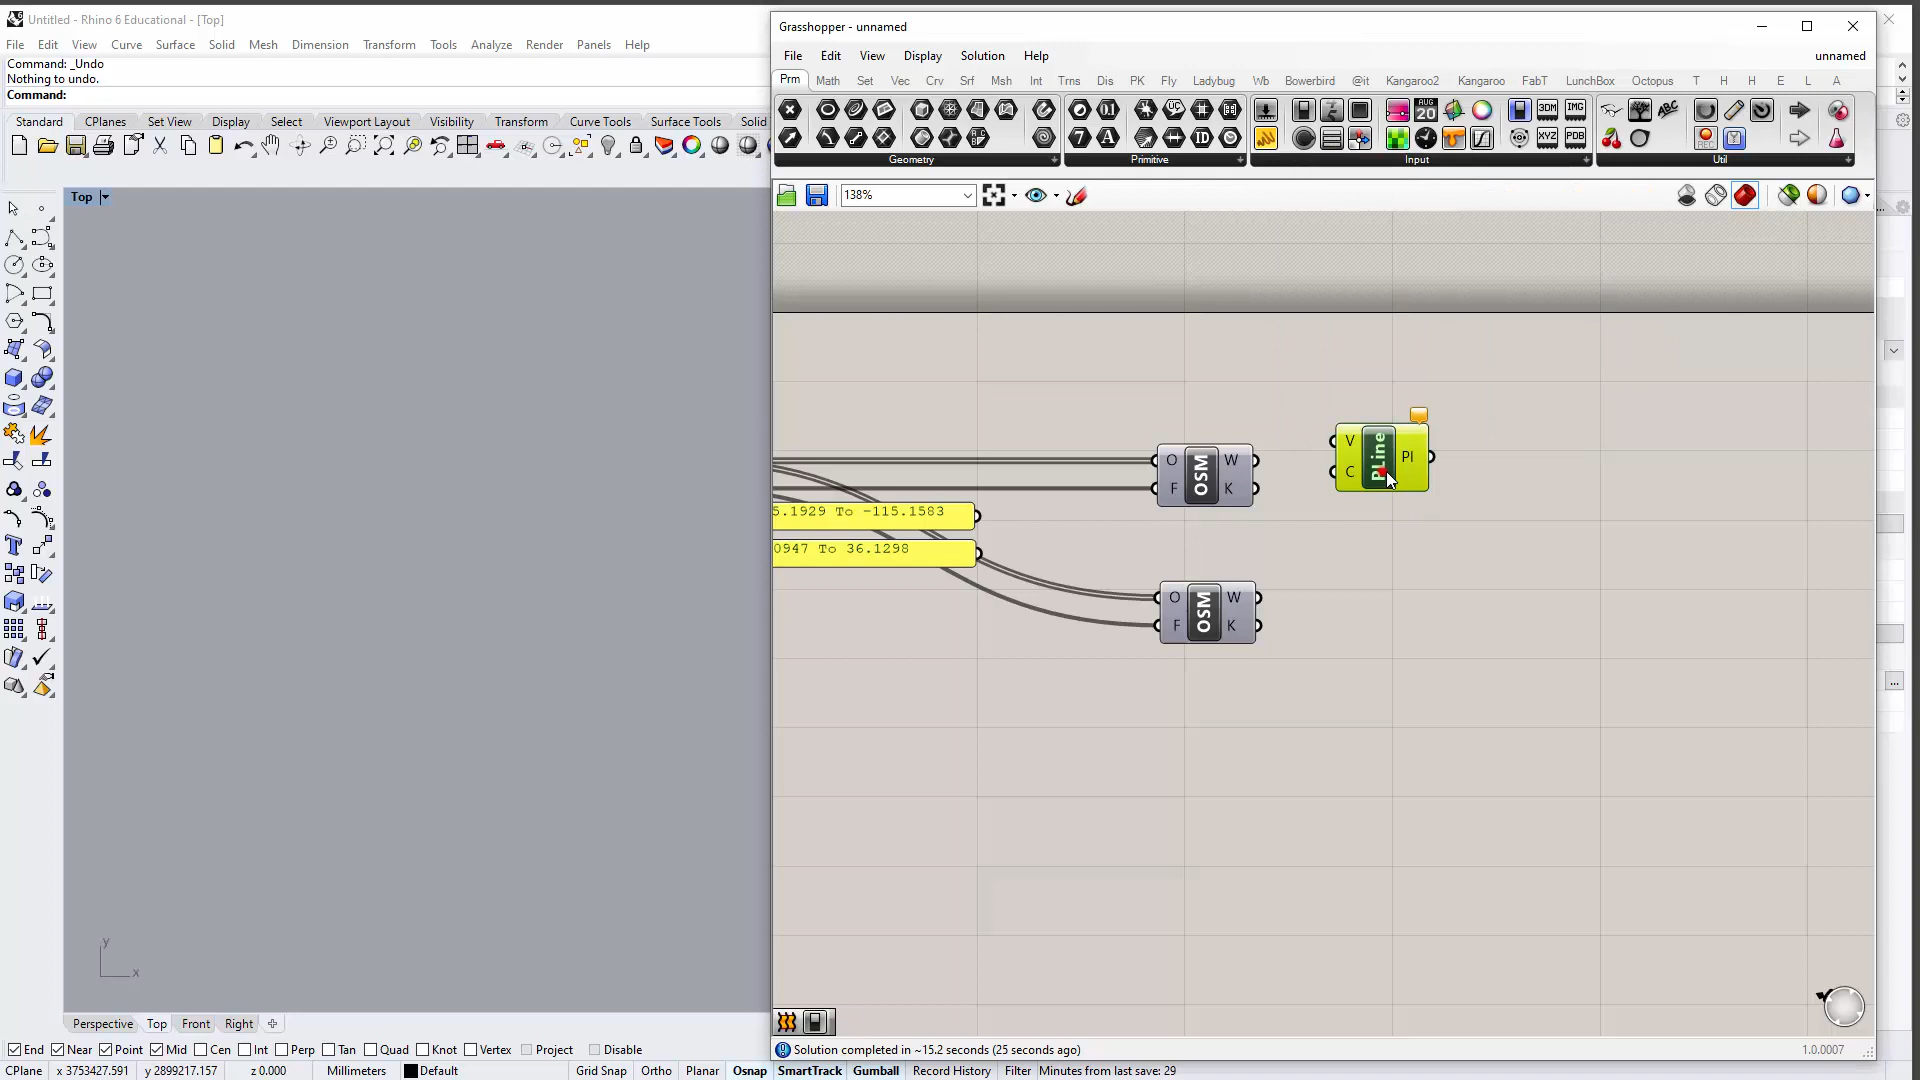 Untitled - Rhino 6 Educational - [Top]
File Edit View Curve Surface Solid Mesh Dimension Transform Tools Analyze Render Panels Help
Command: _Undo
Nothing to undo.
Command:
Standard CPlanes Set View Display Select Viewport Layout Visibility Transform Curve Tools Surface Tools Solid
Top
y
x
Perspective Top Front Right
End Near Point Mid Cen Int Perp Tan Quad Knot Vertex Project Disable
CPlane x 3753427.591 y 2899217.157 z 0.000 Millimeters Default Grid Snap Ortho Planar Osnap SmartTrack Gumball Record History Filter Minutes from last save: 29
Grasshopper - unnamed
File Edit View Display Solution Help unnamed
Prm Math Set Vec Crv Srf Msh Int Trns Dis PK Fly Ladybug Wb Bowerbird @it Kangaroo2 Kangaroo FabT LunchBox Octopus T H H E L A
Geometry Primitive Input Util
138%
V C PLine Pl
O F OSM W K
5.1929 To -115.1583
0947 To 36.1298
O F OSM W K
Solution completed in ~15.2 seconds (25 seconds ago) 1.0.0007